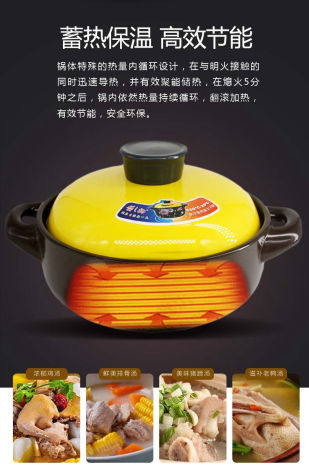 蓄热保温 高效节能
锅体特殊的热量内循环设计，在与明火接触的
同时迅速导热，并有效聚能储热，在熄火5分
钟之后，锅内依然热量持续循环，翻滚加热，
有效节能，安全环保。
浓郁鸡汤 鲜美排骨汤 美味猪蹄汤 滋补老鸭汤